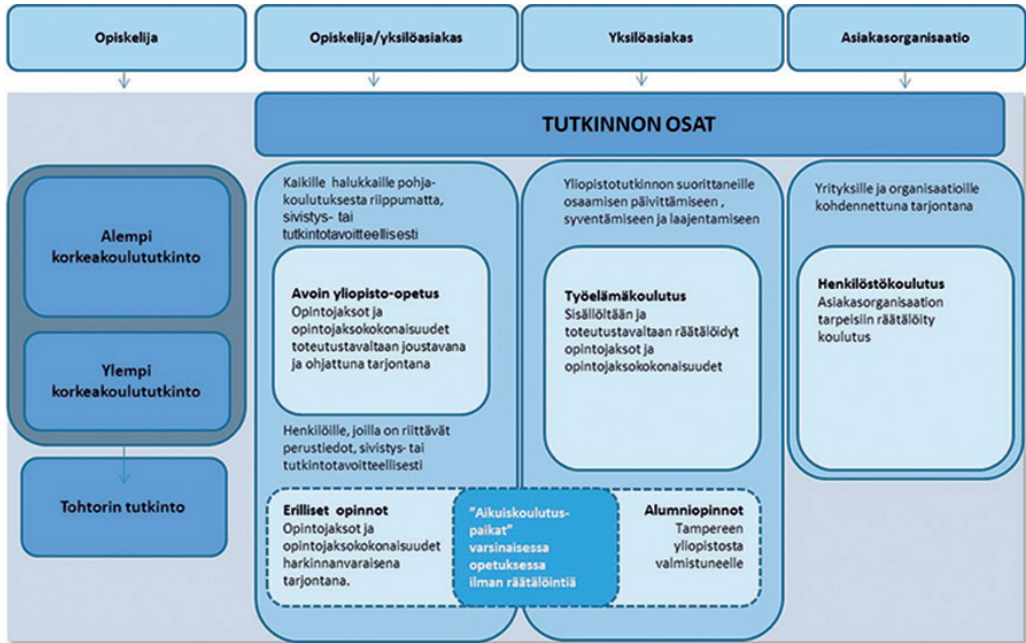 Opiskelija
Opiskelija/yksilöasiakas
Yksilöasiakas
Asiakasorganisaatio
TUTKINNON OSAT
Alempi
korkeakoulututkinto
Ylempi
korkeakoulututkinto
Tohtorin tutkinto
Kaikille halukkaille pohja-
koulutuksesta riippumatta,
sivistys- tai
tutkintotavoitteellisesti
Avoin yliopisto-opetus
Opintojaksot ja
opintojaksokokonaisuudet
toteutustavaltaan joustavana
ja ohjattuna tarjontana
Henkilöille, joilla on riittävät
perustiedot, sivistys- tai
tutkintotavoitteellisesti
Erilliset opinnot
Opintojaksot ja
opintojaksokokonaisuudet
harkinnanvaraisena
tarjontana.
"Aikuiskoulutus-
paikat"
varsinaisessa
opetuksessa
ilman räätälöintiä
Yliopistotutkinnon suorittaneille
osaamisen päivittämiseen ,
syventämiseen ja laajentamiseen
Työelämäkoulutus
Sisällöltään ja
toteutustavaltaan räätälöidyt
opintojaksot ja
opintojaksokokonaisuudet
Alumniopinnot
Tampereen
yliopistosta
valmistuneelle
Yrityksille ja organisaatioille
kohdennettuna tarjontana
Henkilöstökoulutus
Asiakasorganisaation
tarpeisiin räätälöity
koulutus